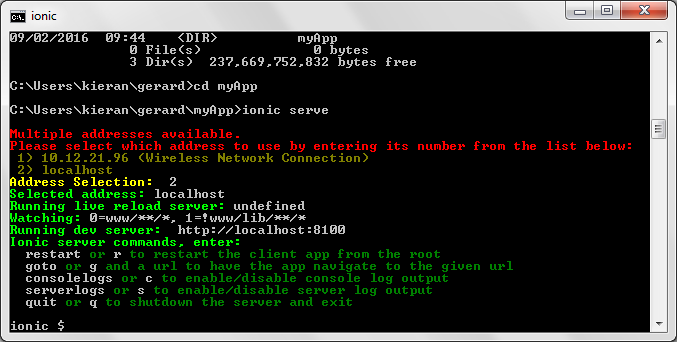 ionic
09/02/2016  09:44    <DIR>          myApp
               0 File(s)              0 bytes
               3 Dir(s)  237,669,752,832 bytes free
C:\Users\kieran\gerard>cd myApp
C:\Users\kieran\gerard\myApp>ionic serve
Multiple addresses available.
Please select which address to use by entering its number from the list below:
 1) 10.12.21.96 (Wireless Network Connection)
 2) localhost
Address Selection:  2
Selected address: localhost
Running live reload server: undefined
Watching: 0=www/**/*, 1=!www/lib/**/*
Running dev server:  http://localhost:8100
Ionic server commands, enter:
  restart or r to restart the client app from the root
  goto or g and a url to have the app navigate to the given url
  consolelogs or c to enable/disable console log output
  serverlogs or s to enable/disable server log output
  quit or q to shutdown the server and exit
ionic $